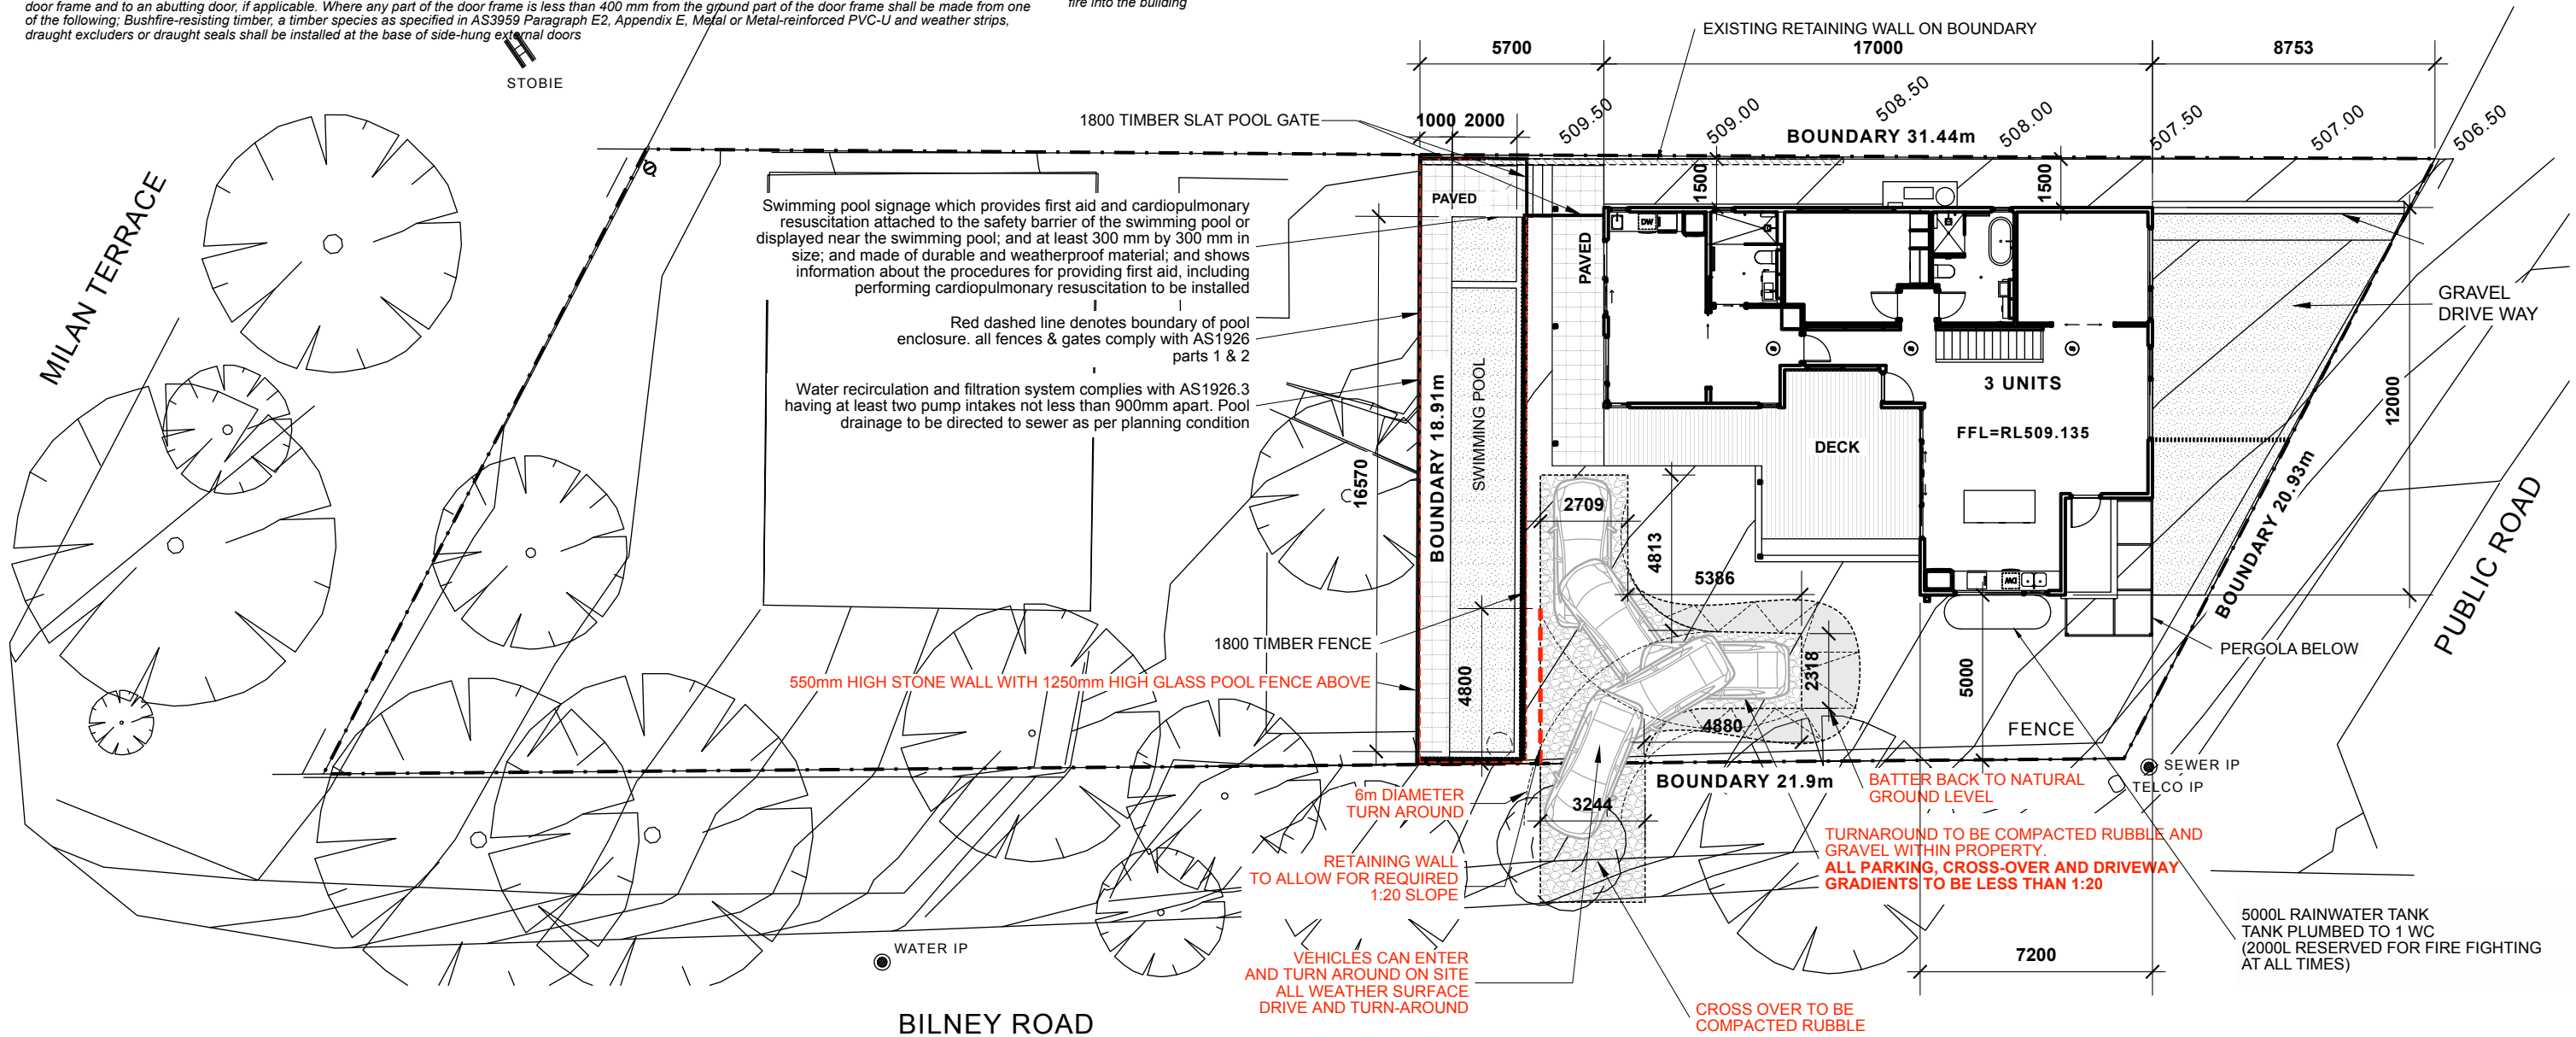 door frame and to an abutting door, if applicable. Where any part of the door frame is less than 400 mm from the ground part of the door frame shall be made from one
of the following; Bushfire-resisting timber, a timber species as specified in AS3959 Paragraph E2, Appendix E, Metal or Metal-reinforced PVC-U and weather strips,
draught excluders or draught seals shall be installed at the base of side-hung external doors
fire into the building
STOBIE
EXISTING RETAINING WALL ON BOUNDARY
5700
17000
8753
1800 TIMBER SLAT POOL GATE
1000 2000
509.50
509.00
508.50
508.00
507.50
507.00
506.50
BOUNDARY 31.44m
MILAN TERRACE
Swimming pool signage which provides first aid and cardiopulmonary
resuscitation attached to the safety barrier of the swimming pool or
displayed near the swimming pool; and at least 300 mm by 300 mm in
size; and made of durable and weatherproof material; and shows
information about the procedures for providing first aid, including
performing cardiopulmonary resuscitation to be installed
Red dashed line denotes boundary of pool
enclosure. all fences & gates comply with AS1926
parts 1 & 2
Water recirculation and filtration system complies with AS1926.3
having at least two pump intakes not less than 900mm apart. Pool
drainage to be directed to sewer as per planning condition
PAVED
PAVED
1500
1500
DW
GRAVEL
DRIVE WAY
3 UNITS
FFL=RL509.135
DECK
12000
BOUNDARY 18.91m
SWIMMING POOL
16570
2709
4813
5386
BOUNDARY 20.93m
PUBLIC ROAD
DW
1800 TIMBER FENCE
550mm HIGH STONE WALL WITH 1250mm HIGH GLASS POOL FENCE ABOVE
4800
2318
4880
5000
PERGOLA BELOW
FENCE
SEWER IP
TELCO IP
BOUNDARY 21.9m
BATTER BACK TO NATURAL
GROUND LEVEL
6m DIAMETER
TURN AROUND
3244
TURNAROUND TO BE COMPACTED RUBBLE AND
GRAVEL WITHIN PROPERTY.
ALL PARKING, CROSS-OVER AND DRIVEWAY
GRADIENTS TO BE LESS THAN 1:20
RETAINING WALL
TO ALLOW FOR REQUIRED
1:20 SLOPE
5000L RAINWATER TANK
TANK PLUMBED TO 1 WC
(2000L RESERVED FOR FIRE FIGHTING
AT ALL TIMES)
WATER IP
VEHICLES CAN ENTER
AND TURN AROUND ON SITE
ALL WEATHER SURFACE
DRIVE AND TURN-AROUND
7200
CROSS OVER TO BE
COMPACTED RUBBLE
BILNEY ROAD